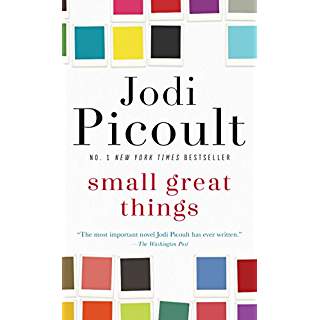 Jodi
Picoult
NO. 1 NEW YORK TIMES BESTSELLER
small great
things
“The most important novel Jodi Picoult has ever written.”
—The Washington Post